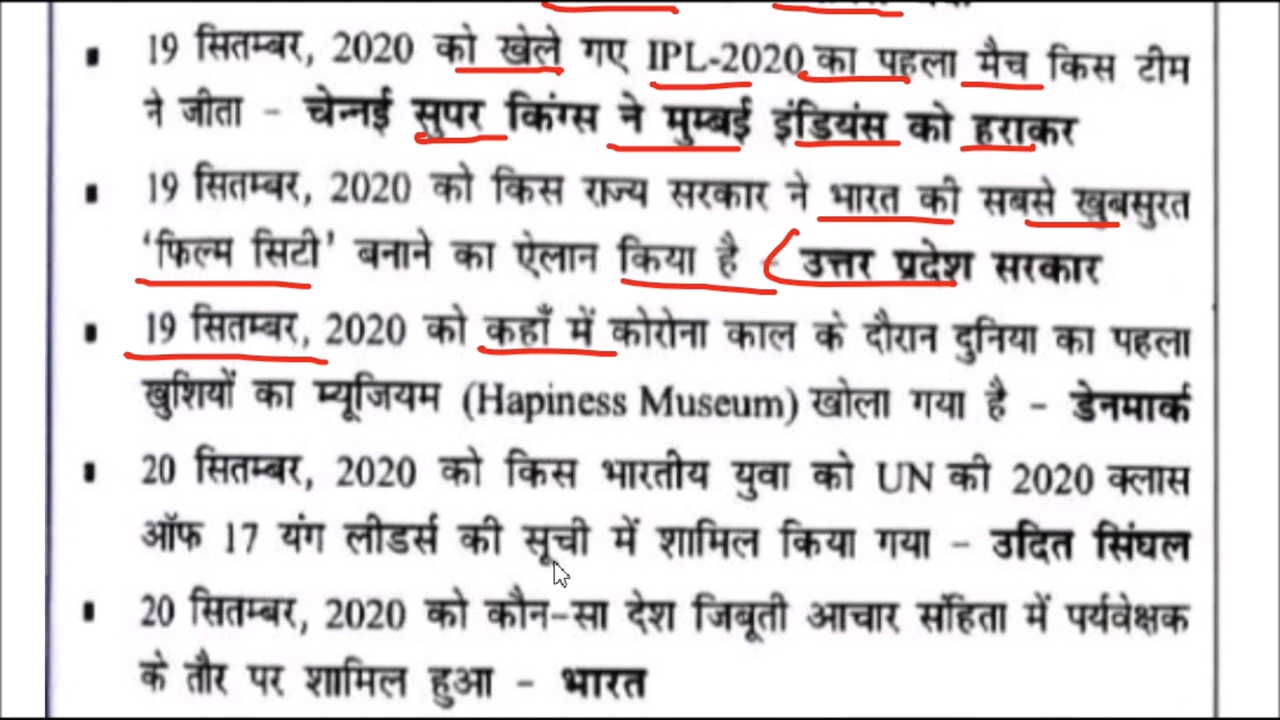 ▪ 19 सितम्बर, 2020 को खेले गए IPL-2020 का पहला मैच किस टीम
ने जीता - चेन्नई सुपर किंग्स ने मुम्बई इंडियंस को हराकर
▪ 19 सितम्बर, 2020 को किस राज्य सरकार ने भारत की सबसे खुबसुरत
‘फिल्म सिटी’ बनाने का ऐलान किया है - उत्तर प्रदेश सरकार
▪ 19 सितम्बर, 2020 को कहाँ में कोरोना काल के दौरान दुनिया का पहला
खुशियों का म्यूजियम (Hapiness Museum) खोला गया है - डेनमार्क
▪ 20 सितम्बर, 2020 को किस भारतीय युवा को UN की 2020 क्लास
ऑफ 17 यंग लीडर्स की सूची में शामिल किया गया - उदित सिंघल
▪ 20 सितम्बर, 2020 को कौन-सा देश जिबूती आचार संहिता में पर्यवेक्षक
के तौर पर शामिल हुआ - भारत